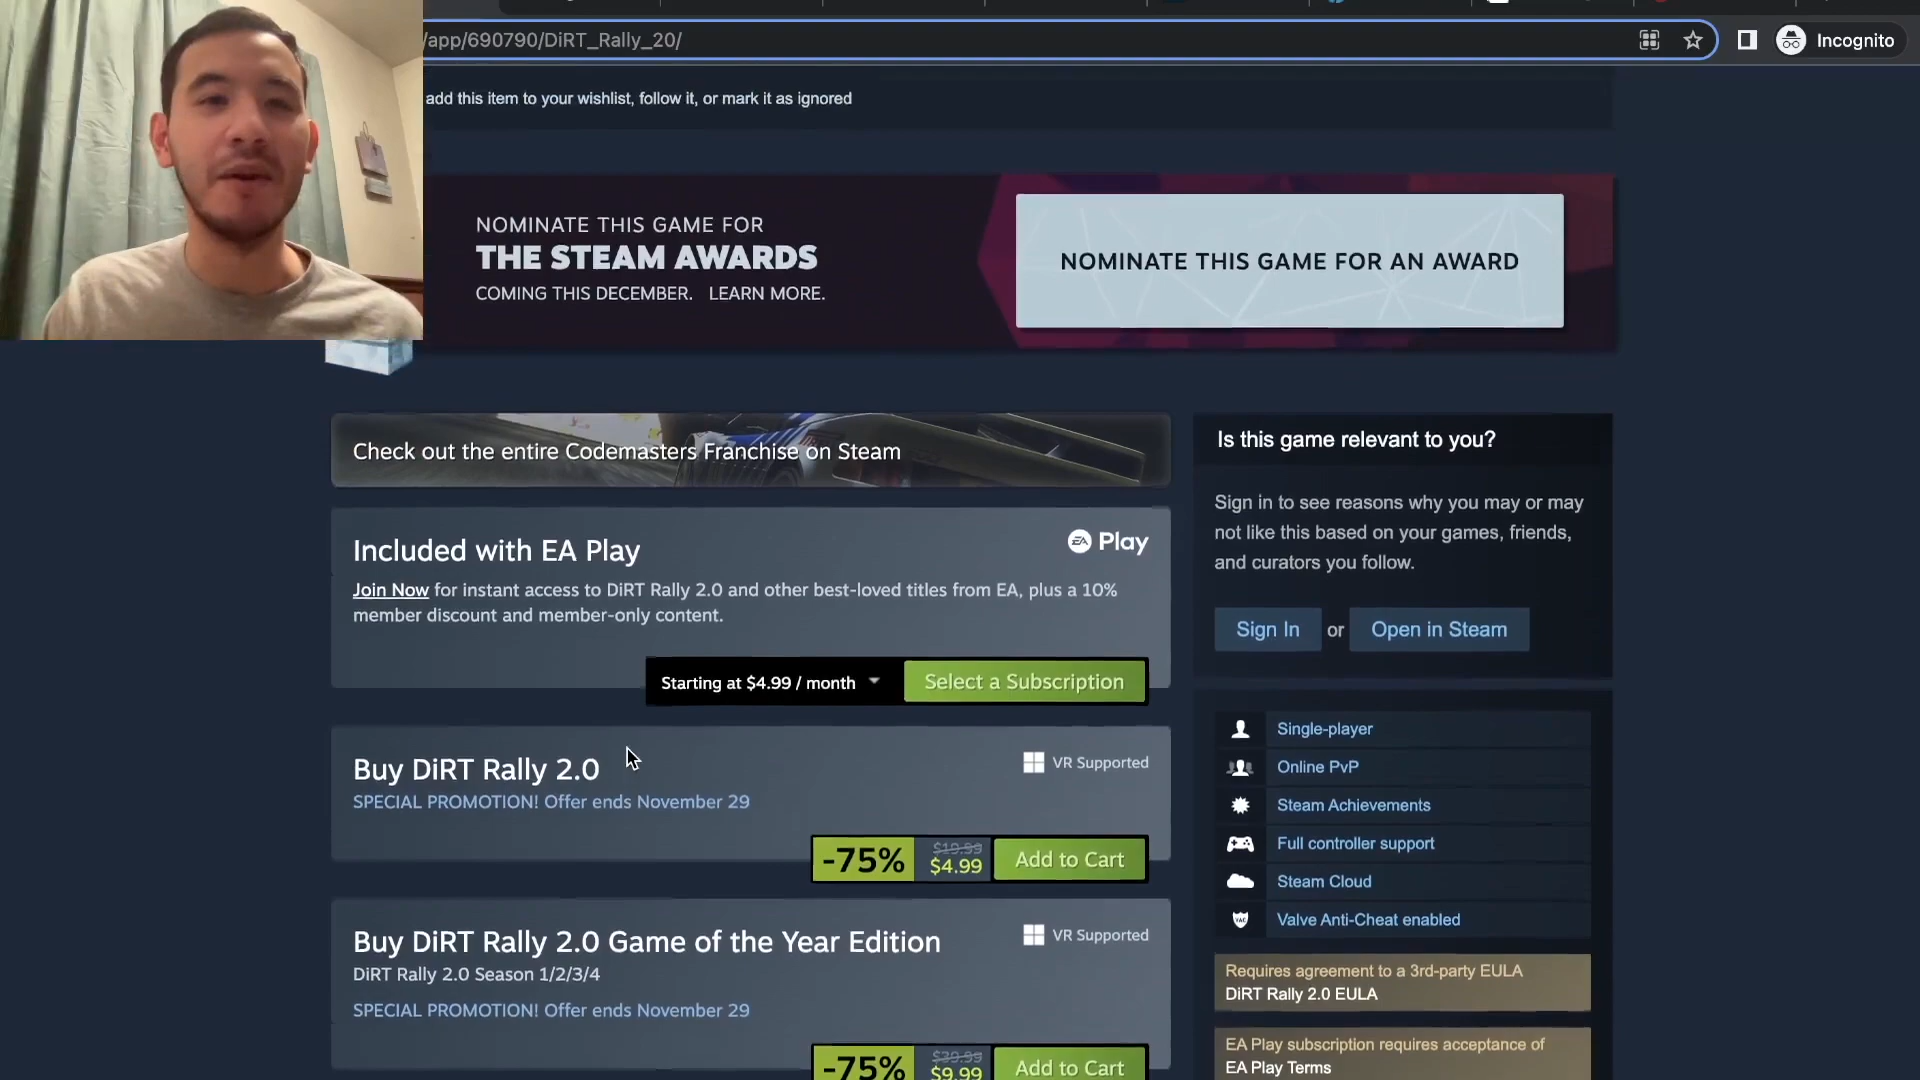 /app/690790/DiRT_Rally_20/
Incognito
add this item to your wishlist, follow it, or mark it as ignored
NOMINATE THIS GAME FOR
THE STEAM AWARDS
COMING THIS DECEMBER. LEARN MORE.
NOMINATE THIS GAME FOR AN AWARD
Check out the entire Codemasters Franchise on Steam
Included with EA Play
EA Play
Join Now for instant access to DiRT Rally 2.0 and other best-loved titles from EA, plus a 10%
member discount and member-only content.
Starting at $4.99 / month
Select a Subscription
Buy DiRT Rally 2.0
VR Supported
SPECIAL PROMOTION! Offer ends November 29
-75%
$19.99
$4.99
Add to Cart
Buy DiRT Rally 2.0 Game of the Year Edition
VR Supported
DiRT Rally 2.0 Season 1/2/3/4
SPECIAL PROMOTION! Offer ends November 29
-75%
$39.99
$9.99
Add to Cart
Is this game relevant to you?
Sign in to see reasons why you may or may
not like this based on your games, friends,
and curators you follow.
Sign In or Open in Steam
Single-player
Online PvP
Steam Achievements
Full controller support
Steam Cloud
VAC
Valve Anti-Cheat enabled
Requires agreement to a 3rd-party EULA
DiRT Rally 2.0 EULA
EA Play subscription requires acceptance of
EA Play Terms